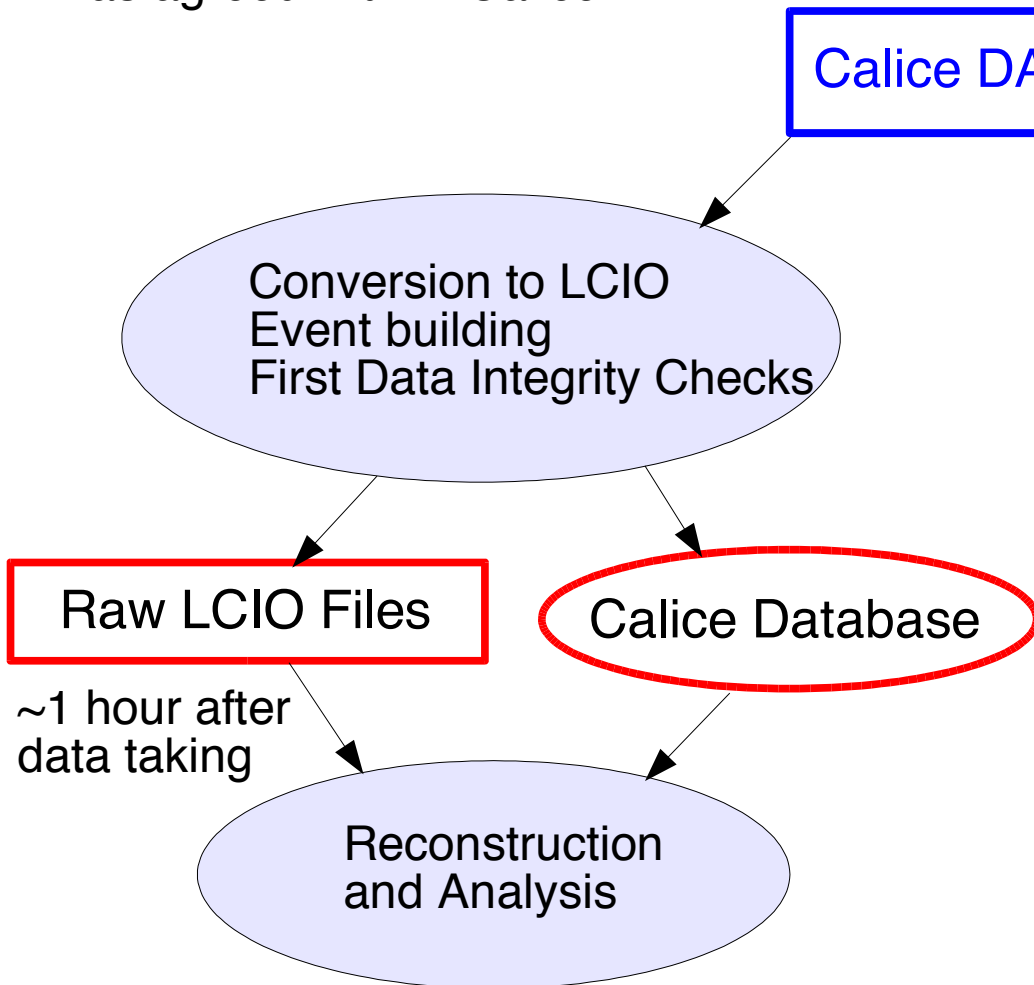 Calice
Calice
Conversion to LCIO
Event building
First Data Integrity Checks
Raw LCIO Files
Calice Database
~1 hour after
data taking
Reconstruction
and Analysis